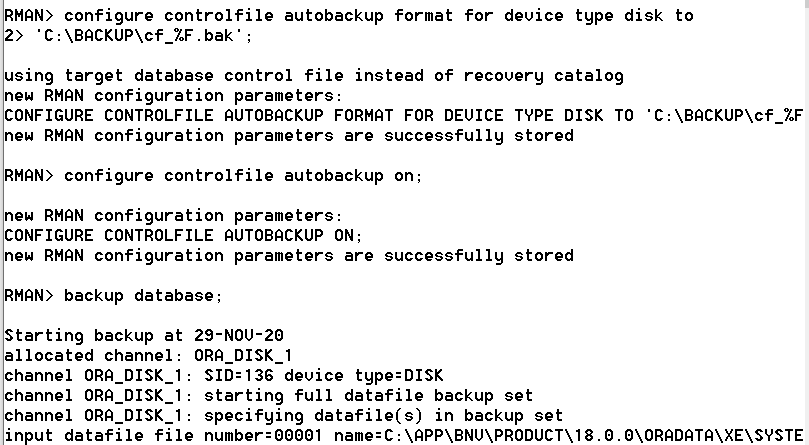 RMAN> configure controlfile autobackup format for device type disk to
2> 'C:\BACKUP\cf_%F.bak';
using target database control file instead of recovery catalog
new RMAN configuration parameters:
CONFIGURE CONTROLFILE AUTOBACKUP FORMAT FOR DEVICE TYPE DISK TO 'C:\BACKUP\cf_%F
new RMAN configuration parameters are successfully stored
RMAN> configure controlfile autobackup on;
new RMAN configuration parameters:
CONFIGURE CONTROLFILE AUTOBACKUP ON;
new RMAN configuration parameters are successfully stored
RMAN> backup database;
Starting backup at 29-NOV-20
allocated channel: ORA_DISK_1
channel ORA_DISK_1: SID=136 device type=DISK
channel ORA_DISK_1: starting full datafile backup set
channel ORA_DISK_1: specifying datafile(s) in backup set
input datafile file number=00001 name=C:\APP\BNV\PRODUCT\18.0.0\ORADATA\XE\SYSTE